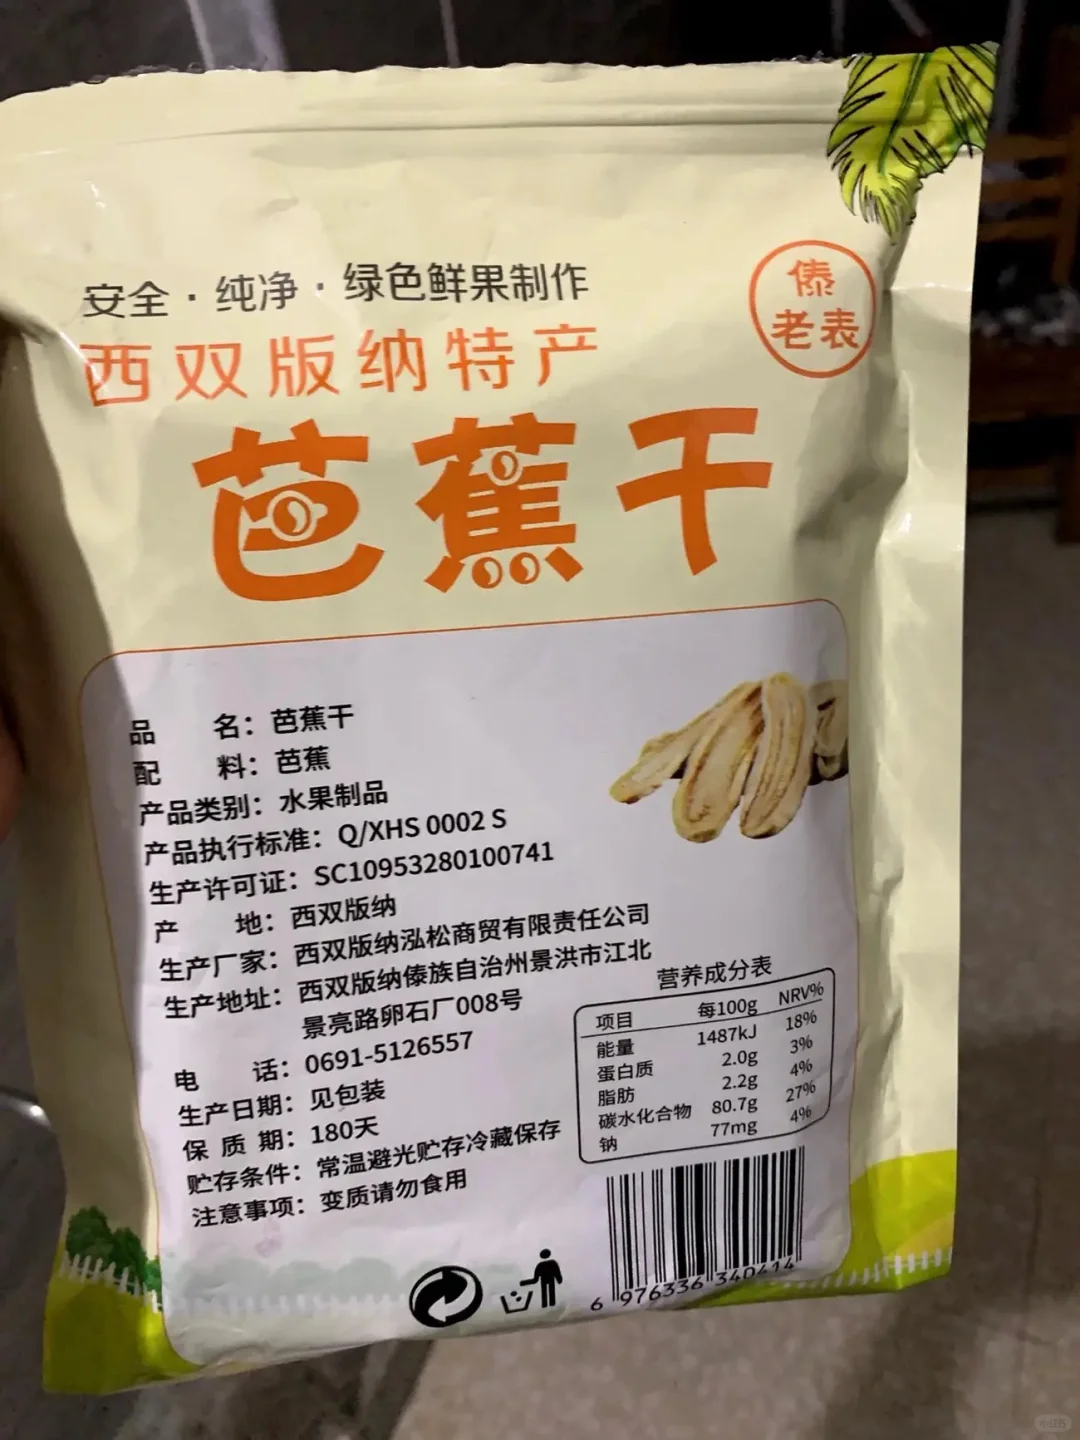 安全·纯净·绿色鲜果制作
傣
老表
西双版纳特产
芭蕉干
品 名：芭蕉干
配 料：芭蕉
产品类别：水果制品
产品执行标准：Q/XHS 0002 S
生产许可证：SC10953280100741
产 地：西双版纳
生产厂家：西双版纳泓松商贸有限责任公司
生产地址：西双版纳傣族自治州景洪市江北
景亮路卵石厂008号
电 话：0691-5126557
生产日期：见包装
保 质 期：180天
贮存条件：常温避光贮存冷藏保存
注意事项：变质请勿食用
营养成分表
项目 每100g NRV%
能量 1487kJ 18%
蛋白质 2.0g 3%
脂肪 2.2g 4%
碳水化合物 80.7g 27%
钠 77mg 4%
6 976336 340414
小红书